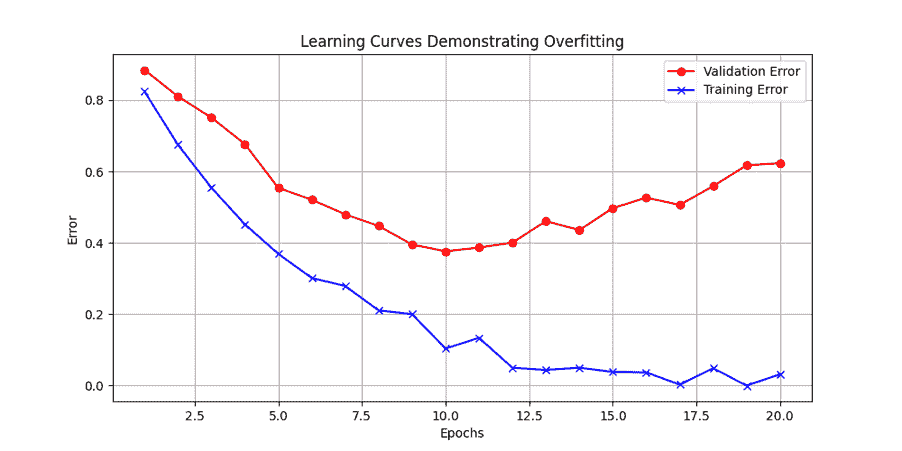 Learning Curves Demonstrating Overfitting
Validation Error
Training Error
Error
0.8
0.6
0.4
0.2
0.0
2.5 5.0 7.5 10.0 12.5 15.0 17.5 20.0
Epochs